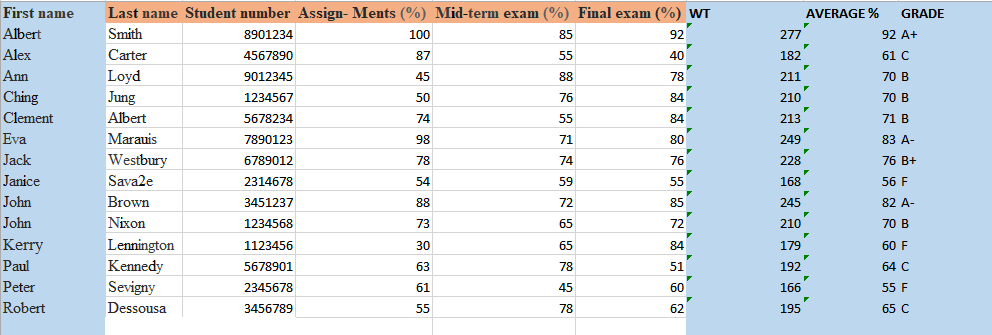 First name Last name Student number Assign- Ments (%) Mid-term exam (%) Final exam (%) WT AVERAGE % GRADE
Albert Smith 8901234 100 85 92 277 92 A+
Alex Carter 4567890 87 55 40 182 61 C
Ann Loyd 9012345 45 88 78 211 70 B
Ching Jung 1234567 50 76 84 210 70 B
Clement Albert 5678234 74 55 84 213 71 B
Eva Marauis 7890123 98 71 80 249 83 A-
Jack Westbury 6789012 78 74 76 228 76 B+
Janice Sava2e 2314678 54 59 55 168 56 F
John Brown 3451237 88 72 85 245 82 A-
John Nixon 1234568 73 65 72 210 70 B
Kerry Lennington 1123456 30 65 84 179 60 F
Paul Kennedy 5678901 63 78 51 192 64 C
Peter Sevigny 2345678 61 45 60 166 55 F
Robert Dessousa 3456789 55 78 62 195 65 C